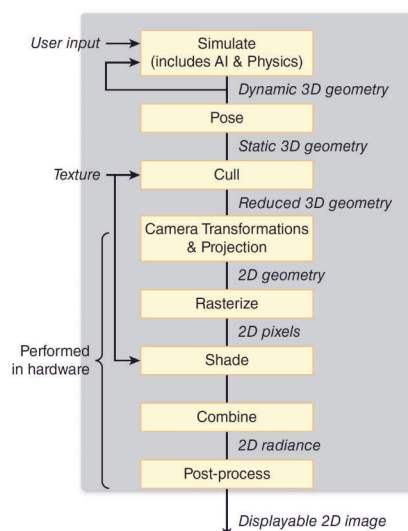 User input
Simulate
(includes AI & Physics)
Dynamic 3D geometry
Pose
Static 3D geometry
Texture
Cull
Reduced 3D geometry
Camera Transformations
& Projection
2D geometry
Rasterize
2D pixels
Performed
in hardware
Shade
Combine
2D radiance
Post-process
Displayable 2D image